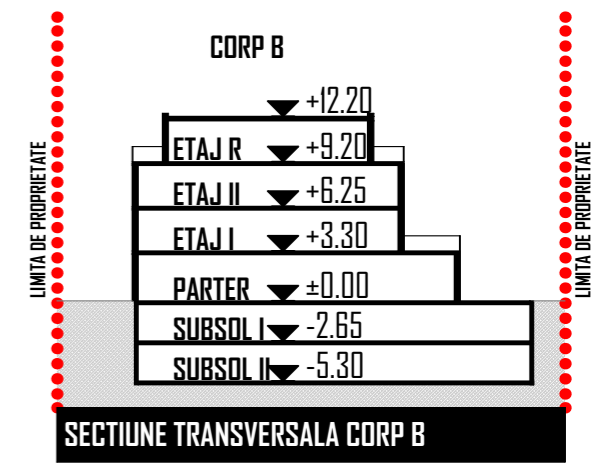 CORP B
+12.20
ETAJ R +9.20
ETAJ II +6.25
ETAJ I +3.30
PARTER ±0.00
SUBSOL I -2.65
SUBSOL II -5.30
LIMITA DE PROPRIETATE
LIMITA DE PROPRIETATE
SECTIUNE TRANSVERSALA CORP B